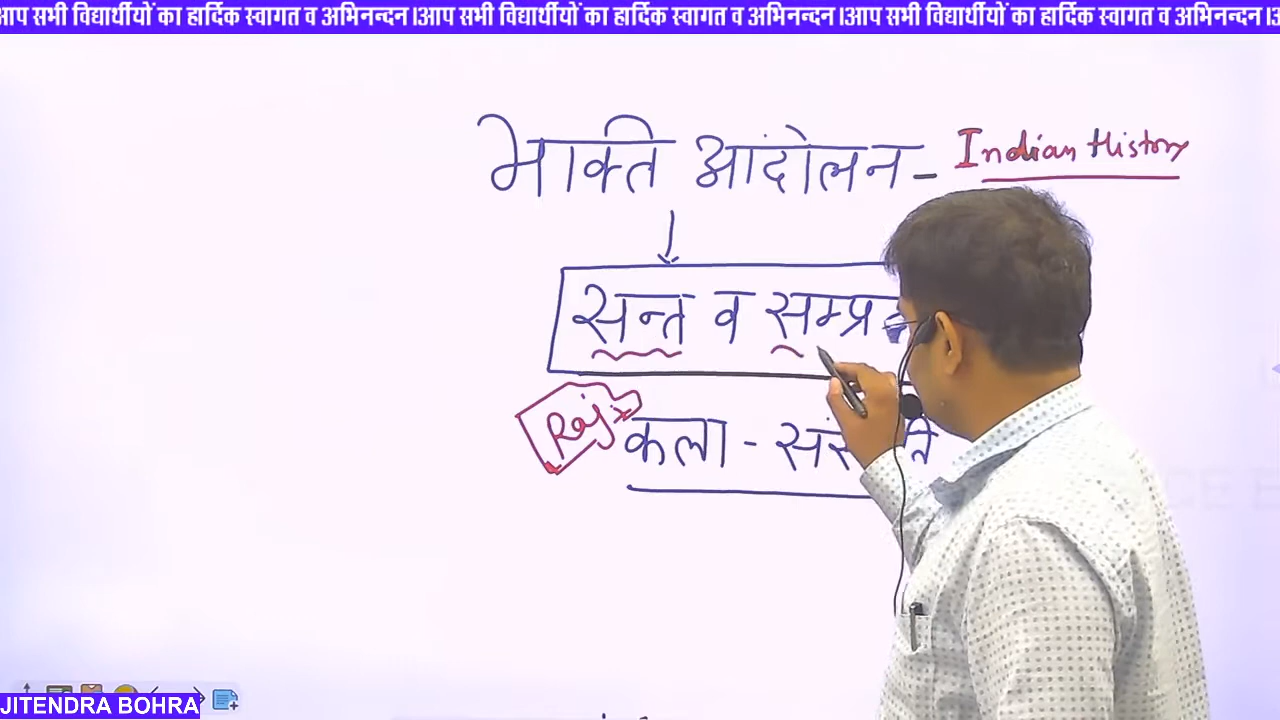 आप सभी विद्यार्थीयों का हार्दिक स्वागत व अभिनन्दन।आप सभी विद्यार्थीयों का हार्दिक स्वागत व अभिनन्दन।आप सभी विद्यार्थीयों का हार्दिक स्वागत व अभिनन्दन।
भक्ति आंदोलन - Indian History
सन्त व
Raj
कला -
JITENDRA BOHRA